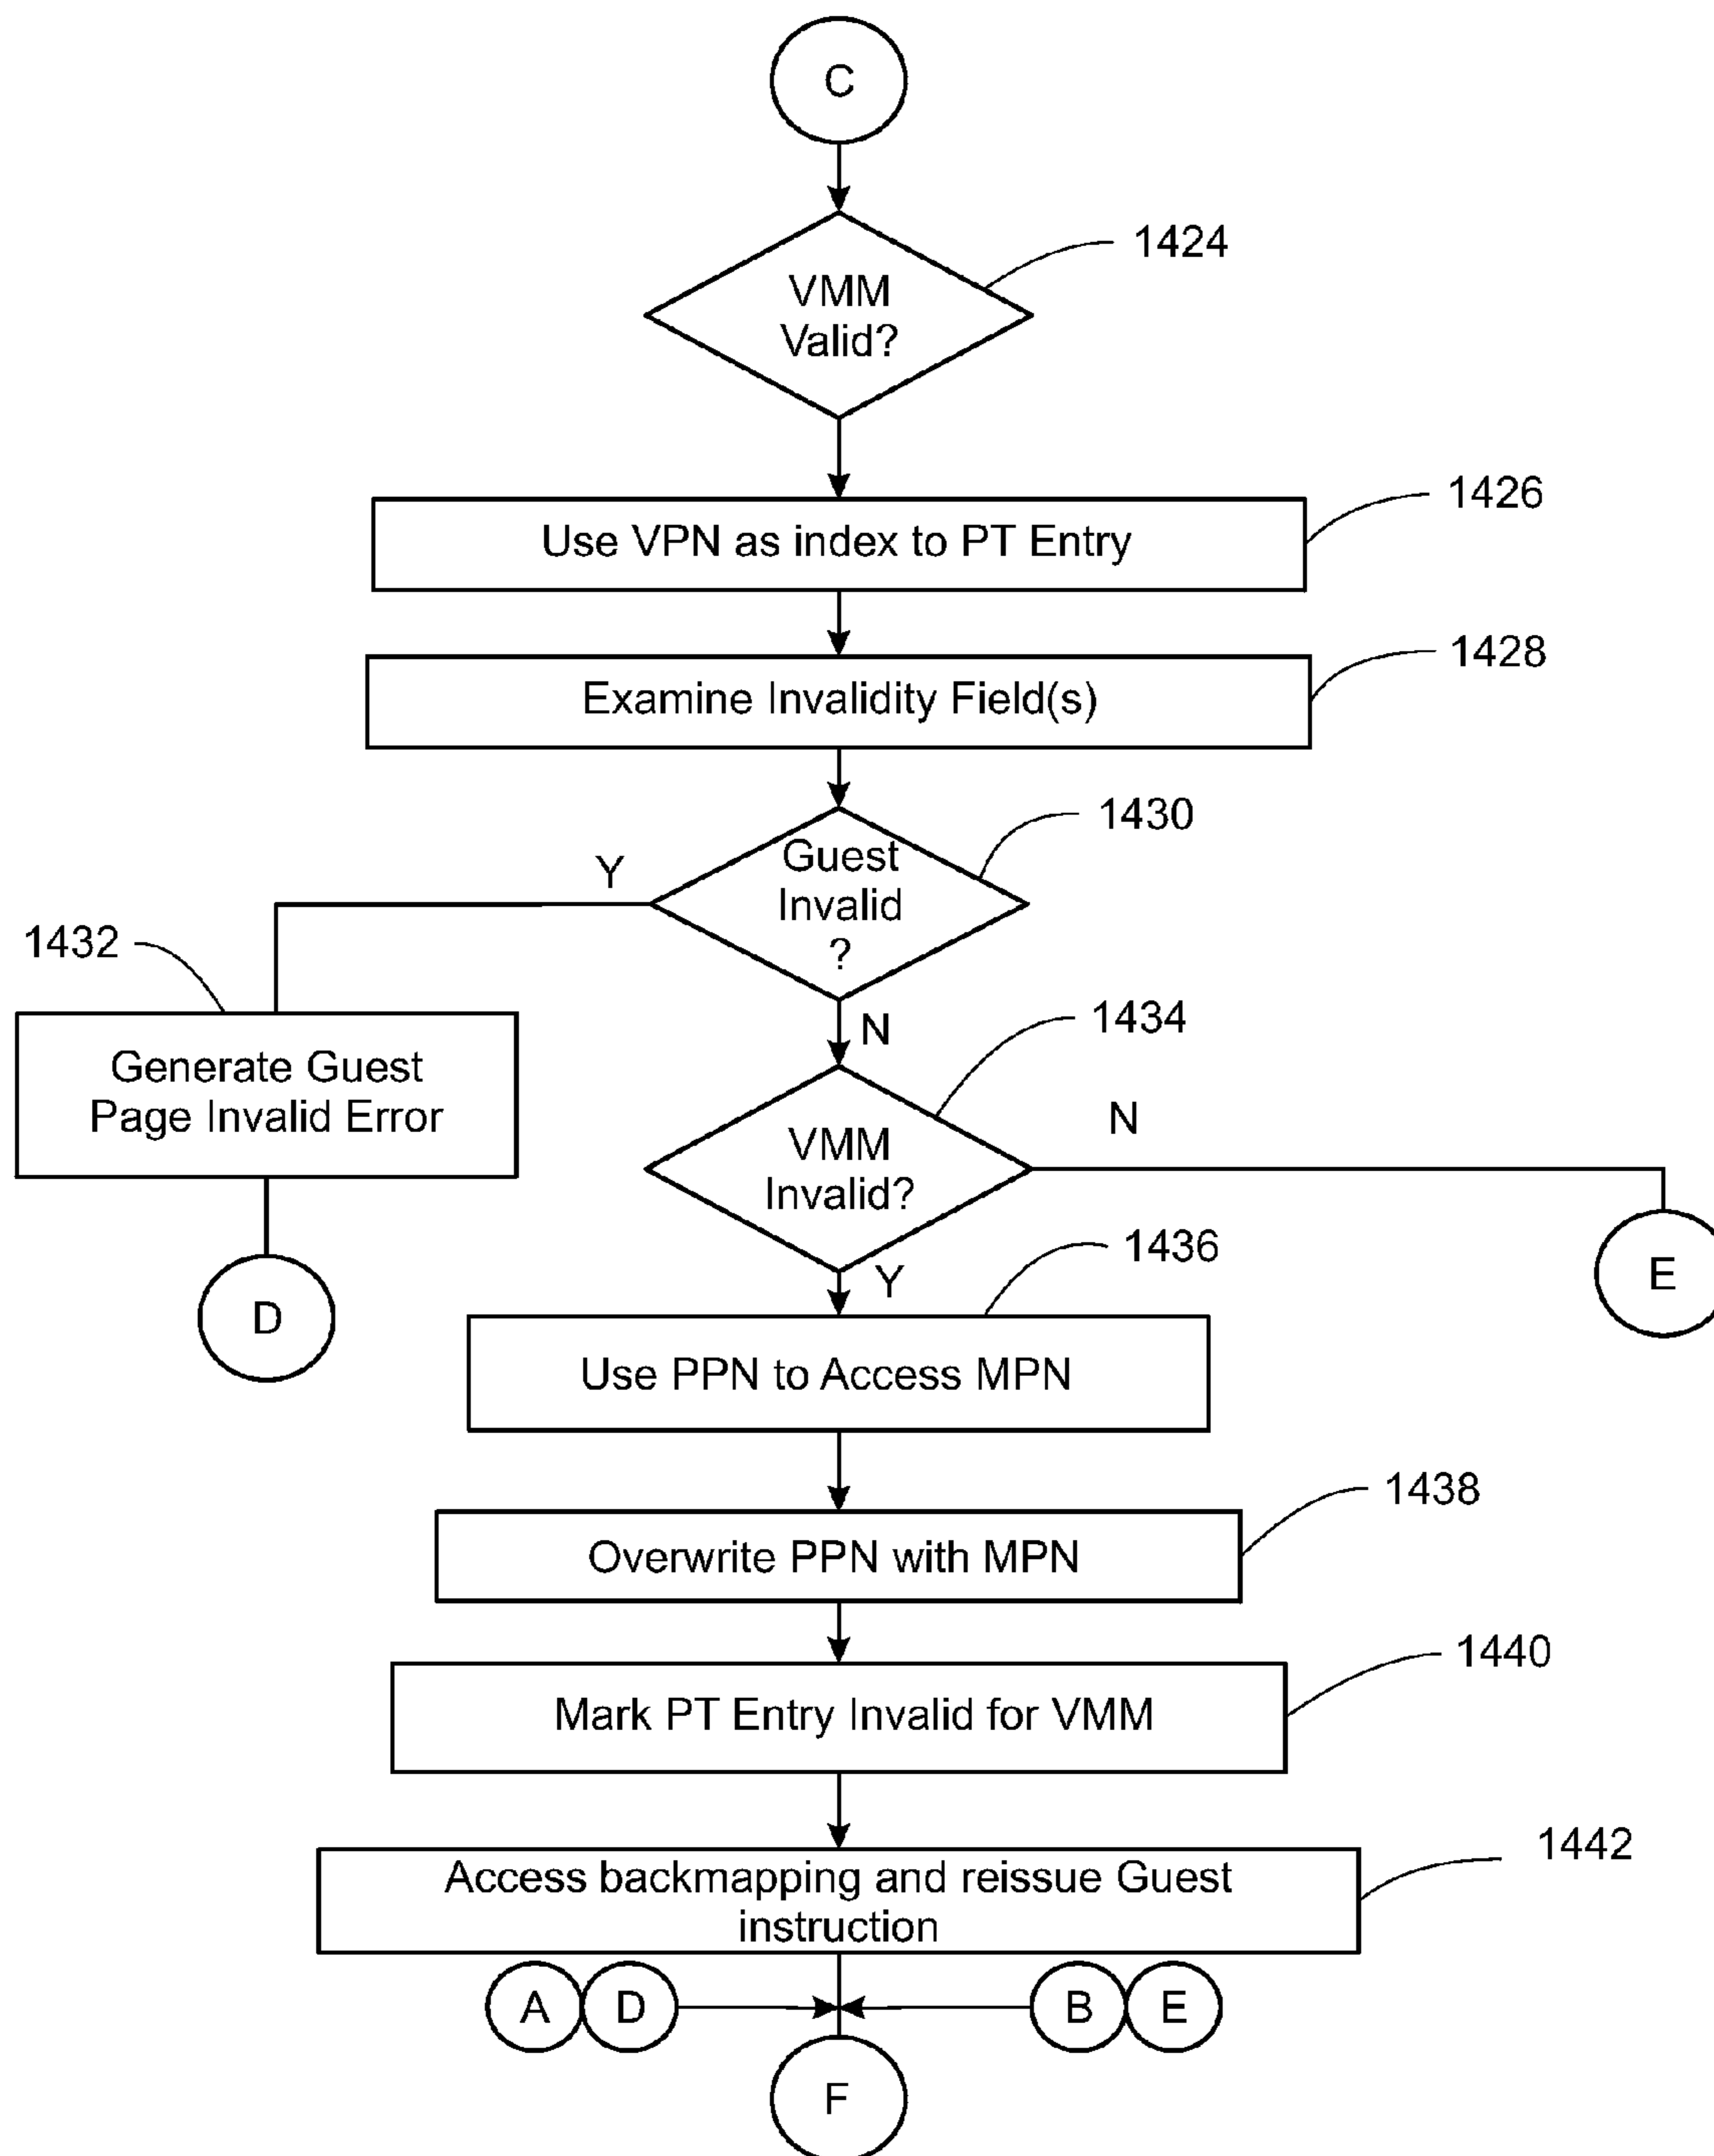 C
1424
VMM
Valid?
1426
Use VPN as index to PT Entry
1428
Examine Invalidity Field(s)
1430
Guest
Invalid
?
Y
1432
Generate Guest
Page Invalid Error
N
1434
VMM
Invalid?
N
D
E
Y
1436
Use PPN to Access MPN
1438
Overwrite PPN with MPN
1440
Mark PT Entry Invalid for VMM
1442
Access backmapping and reissue Guest
instruction
A D B E
F